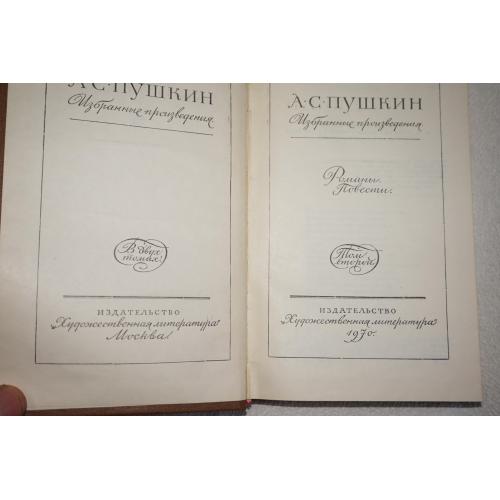 А·С·ПУШКИН
Избранные произведения
В двух
томах
ИЗДАТЕЛЬСТВО
„Художественная литература"
Москва
А·С·ПУШКИН
Избранные произведения
Романы.
Повести.
Том
второй
ИЗДАТЕЛЬСТВО
„Художественная литература"
1970